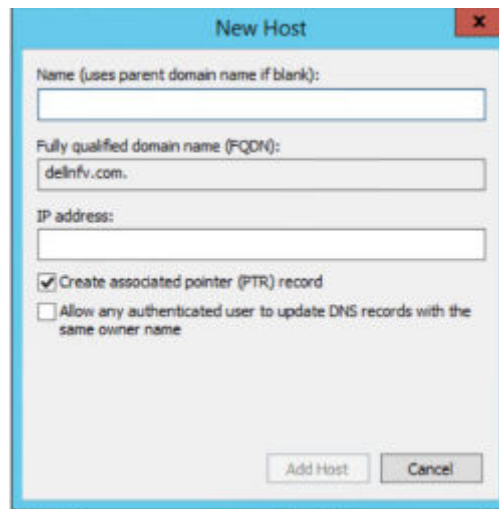 New Host
x
Name (uses parent domain name if blank):
Fully qualified domain name (FQDN):
dellnfv.com.
IP address:
Create associated pointer (PTR) record
Allow any authenticated user to update DNS records with the
same owner name
Add Host
Cancel